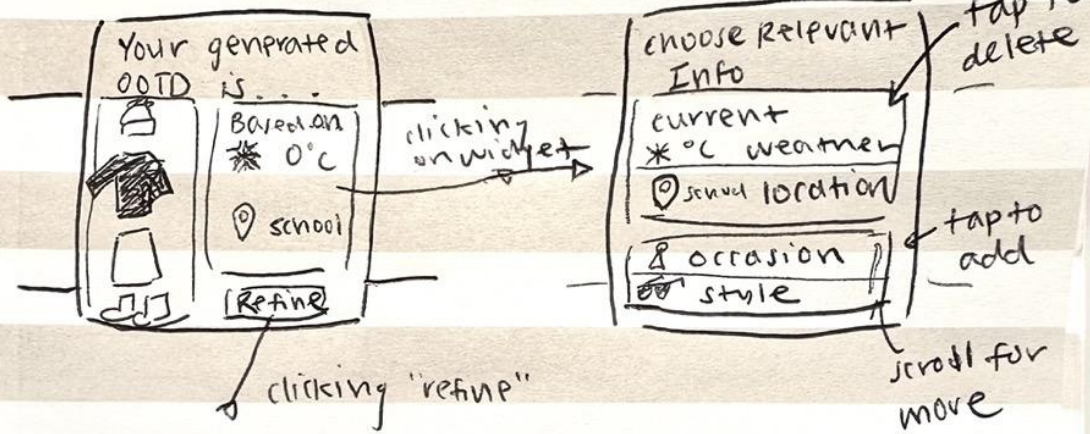 Your generated
OOTD is...
Based on
0°C
school
Refine
clicking
on widget
clicking "refine"
choose Relevant
Info
current
°C weather
school location
occasion
style
tap to
delete
tap to
add
scroll for
more